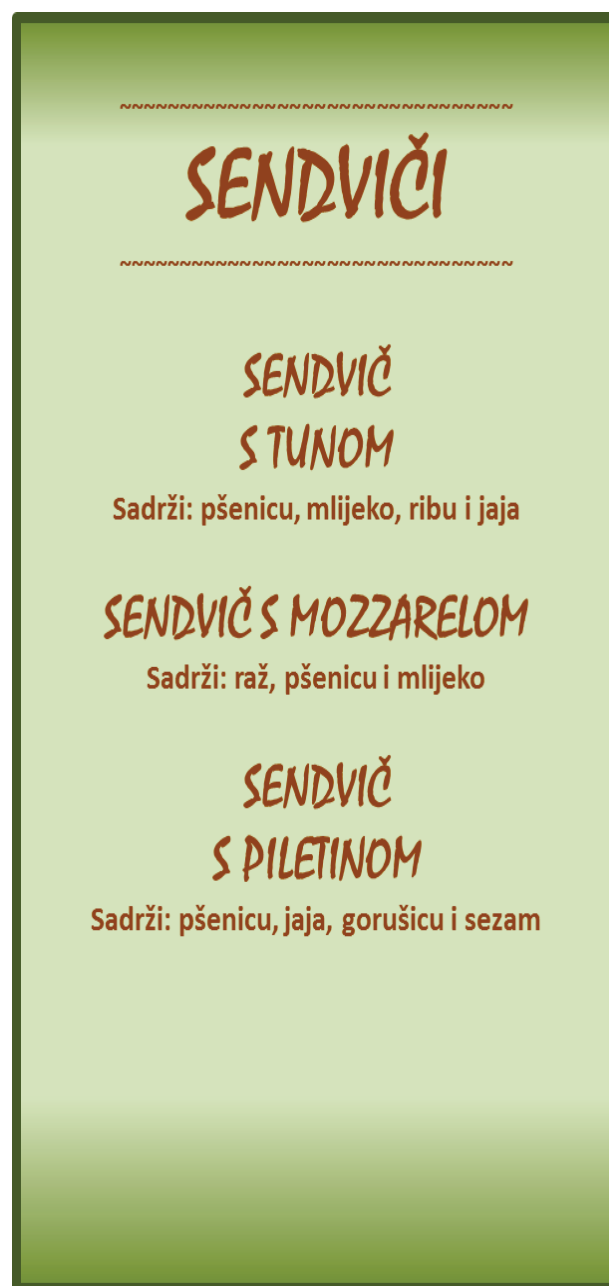 ~~~~~~~~~~~~~~~~~~~~~~~~~~~~~~~~
SENDVIČI
~~~~~~~~~~~~~~~~~~~~~~~~~~~~~~~~
SENDVIČ
S TUNOM
Sadrži: pšenicu, mlijeko, ribu i jaja
SENDVIČ S MOZZARELOM
Sadrži: raž, pšenicu i mlijeko
SENDVIČ
S PILETINOM
Sadrži: pšenicu, jaja, gorušicu i sezam